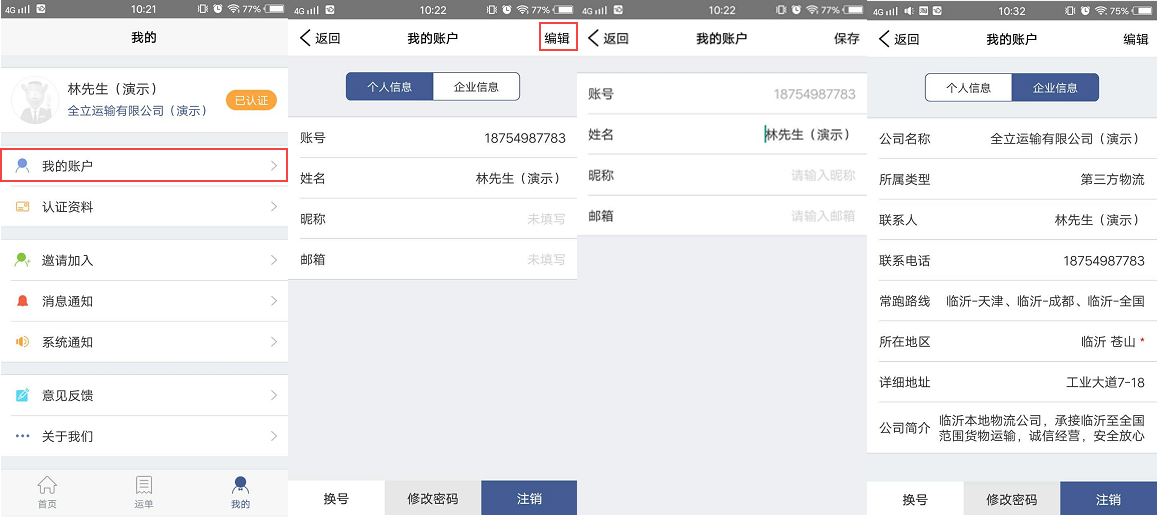 4G 10:21 77%
我的
林先生（演示）
全立运输有限公司（演示）
已认证
我的账户
认证资料
邀请加入
消息通知
系统通知
意见反馈
关于我们
首页 运单 我的
4G 10:22 77%
返回 我的账户 编辑
个人信息 企业信息
账号 18754987783
姓名 林先生（演示）
昵称 未填写
邮箱 未填写
换号 修改密码 注销
4G 10:22 77%
返回 我的账户 保存
账号 18754987783
姓名 林先生（演示）
昵称 请输入昵称
邮箱 请输入邮箱
4G 10:32 75%
返回 我的账户 编辑
个人信息 企业信息
公司名称 全立运输有限公司（演示）
所属类型 第三方物流
联系人 林先生（演示）
联系电话 18754987783
常跑路线 临沂-天津、临沂-成都、临沂-全国
所在地区 临沂 苍山 *
详细地址 工业大道7-18
公司简介 临沂本地物流公司，承接临沂至全国
范围货物运输，诚信经营，安全放心
换号 修改密码 注销